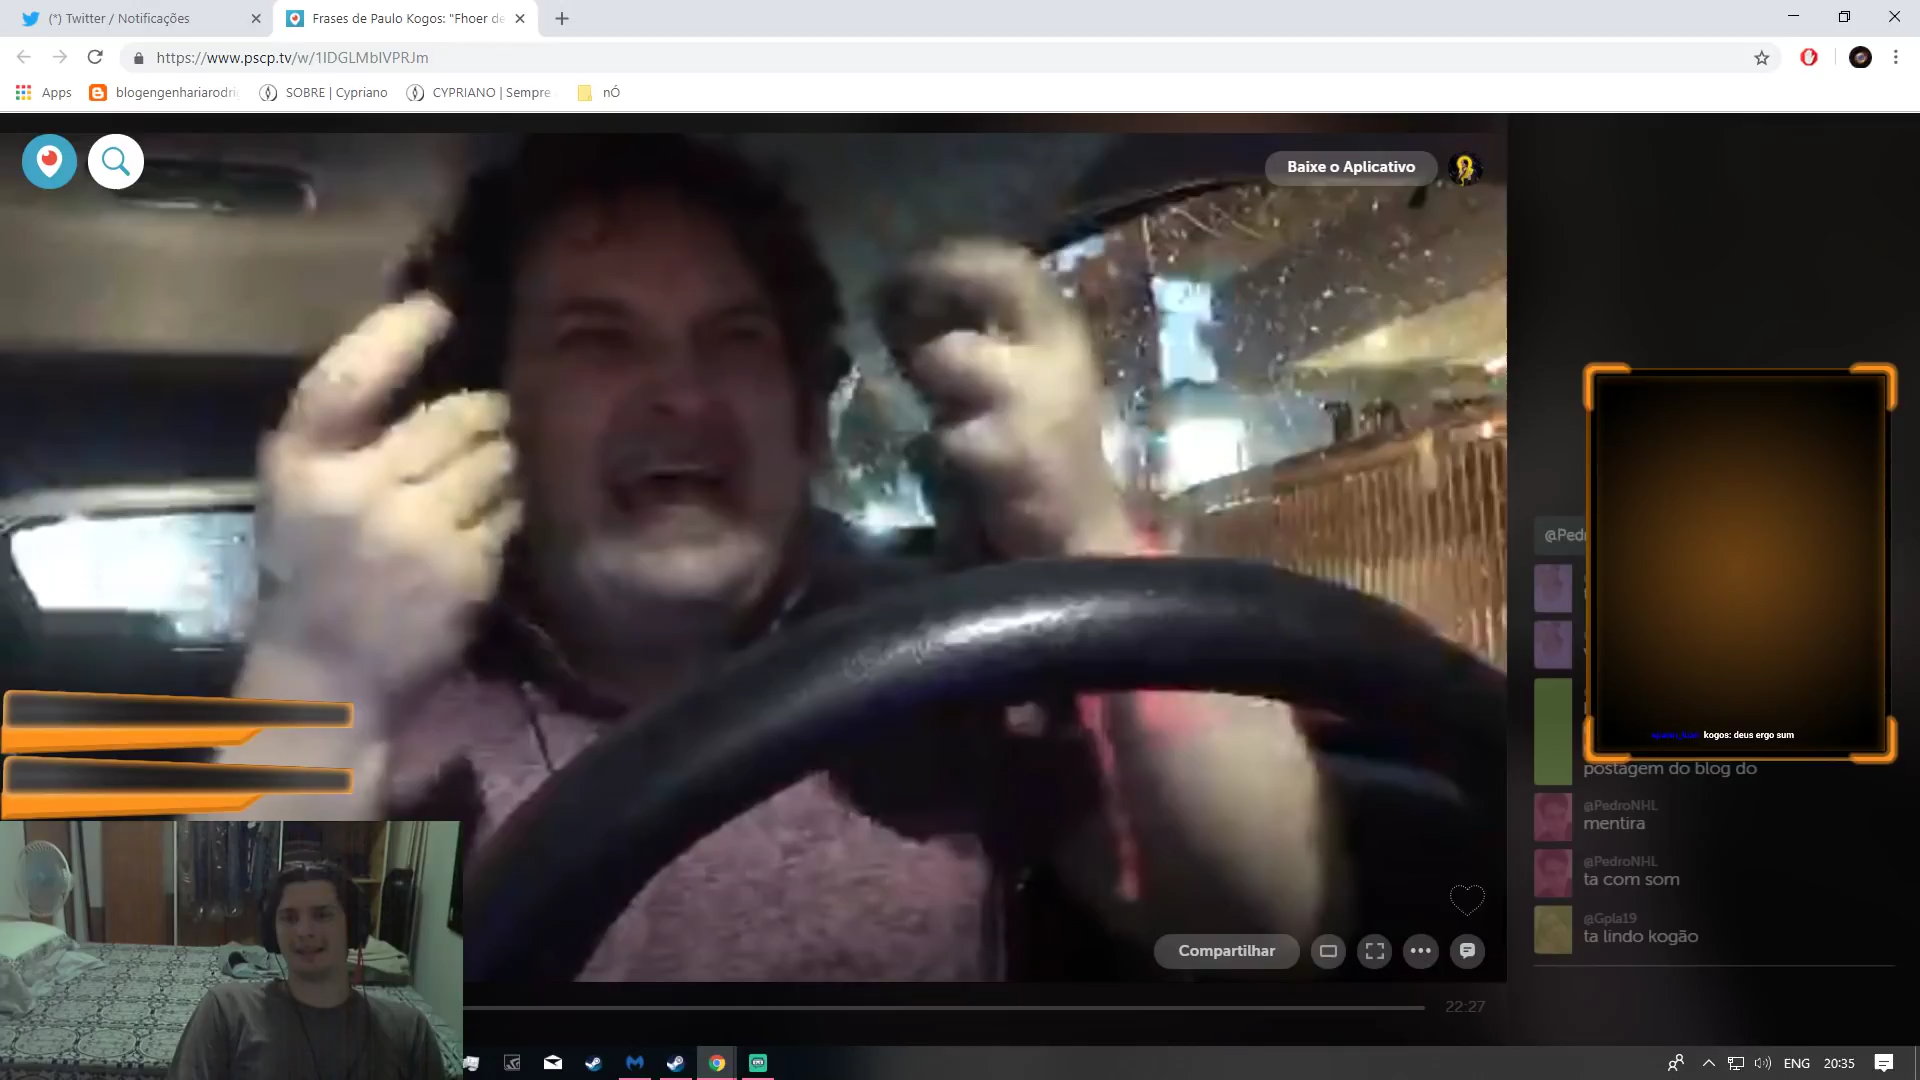 (*) Twitter / Notificações
Frases de Paulo Kogos: "Fhoer de
https://www.pscp.tv/w/1IDGLMbIVPRJm
Apps
blogengenhariarodri
SOBRE | Cypriano
CYPRIANO | Sempre
nÓ
Baixe o Aplicativo
@Pedr
kogos: deus ergo sum
postagem do blog do
@PedroNHL
mentira
@PedroNHL
ta com som
@Gpla19
ta lindo kogão
Compartilhar
22:27
ENG
20:35